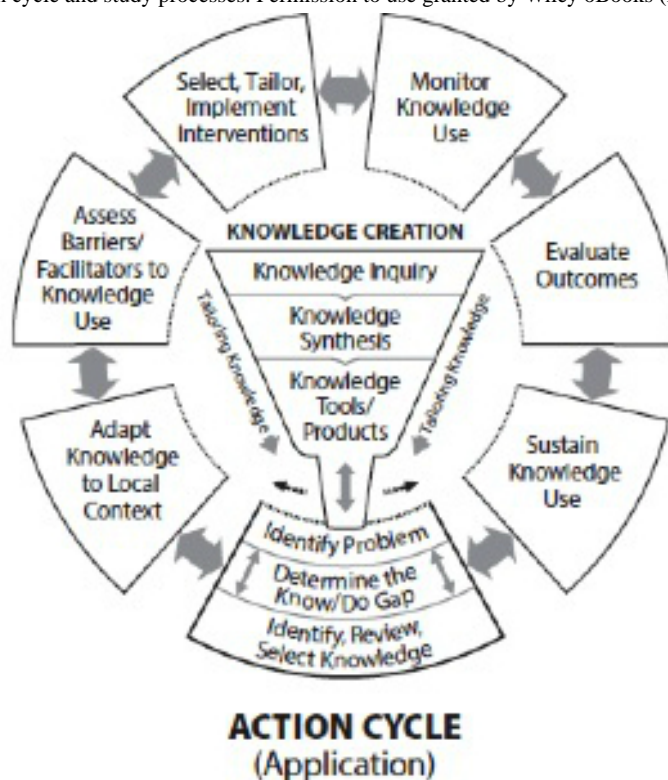 cycle and study processes. Permission to use granted by Wiley
Select, Tailor,
Implement
Interventions
Monitor
Knowledge
Use
Assess
Barriers/
Facilitators to
Knowledge
Use
Evaluate
Outcomes
KNOWLEDGE CREATION
Knowledge Inquiry
Knowledge
Synthesis
Knowledge
Tools/
Products
Tailoring Knowledge
Tailoring Knowledge
Adapt
Knowledge
to Local
Context
Sustain
Knowledge
Use
Identify Problem
Determine the
Know/Do Gap
Identify, Review,
Select Knowledge
ACTION CYCLE
(Application)